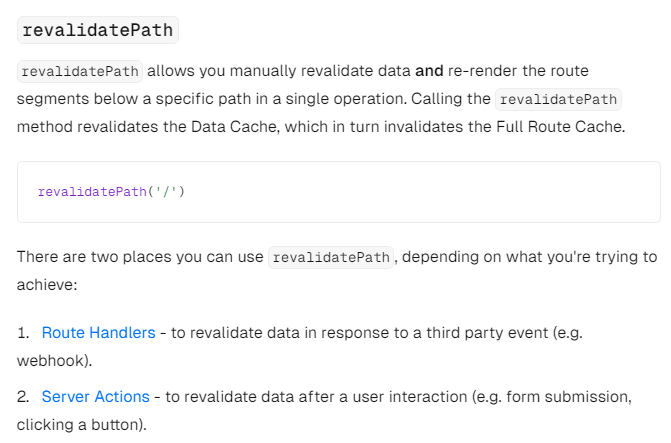 revalidatePath
revalidatePath allows you manually revalidate data and re-render the route
segments below a specific path in a single operation. Calling the revalidatePath
method revalidates the Data Cache, which in turn invalidates the Full Route Cache.
revalidatePath('/')
There are two places you can use revalidatePath, depending on what you're trying to
achieve:
1. Route Handlers - to revalidate data in response to a third party event (e.g.
webhook).
2. Server Actions - to revalidate data after a user interaction (e.g. form submission,
clicking a button).